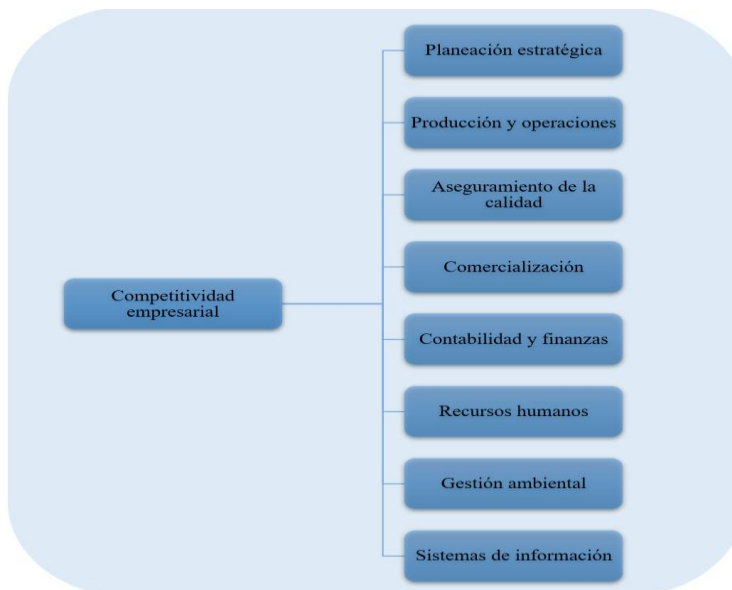 Planeación estratégica
Producción y operaciones
Aseguramiento de la
calidad
Comercialización
Competitividad
empresarial
Contabilidad y finanzas
Recursos humanos
Gestión ambiental
Sistemas de información